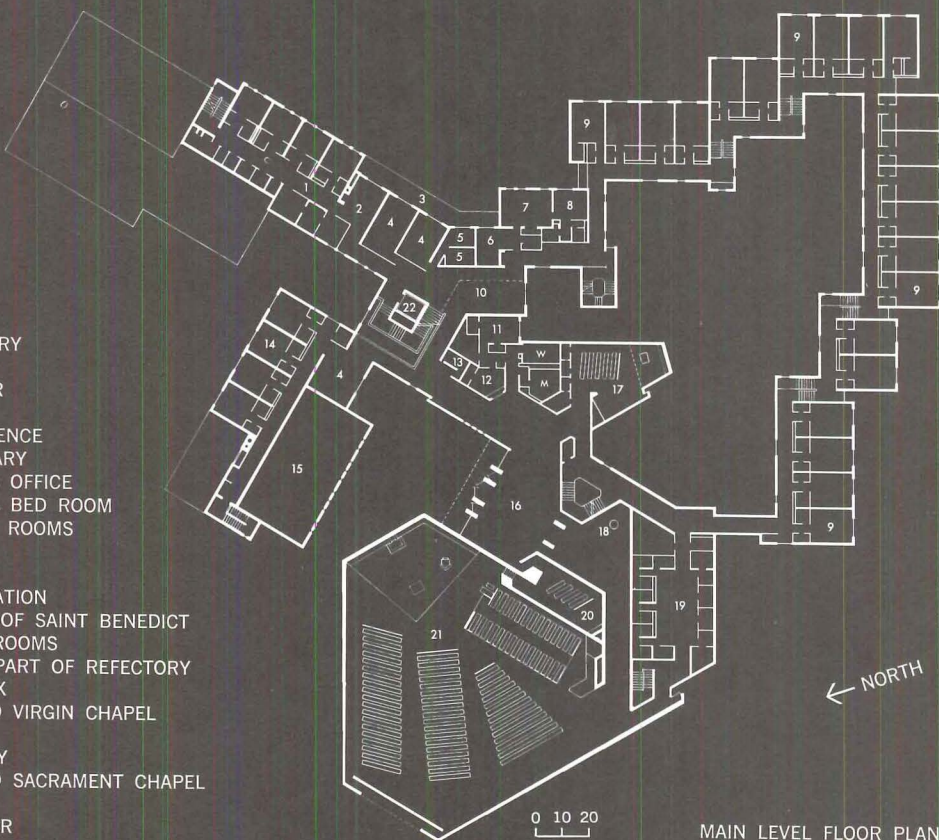 9
9
9
9
1
2
3
4
4
5
5
6
7
8
10
22
11
W
M
13
12
17
14
4
15
16
18
19
20
21
RY
R
ENCE
ARY
OFFICE
BED ROOM
ROOMS
ATION
OF SAINT BENEDICT
ROOMS
PART OF REFECTORY
X
D VIRGIN CHAPEL
Y
D SACRAMENT CHAPEL
R
← NORTH
0 10 20
MAIN LEVEL FLOOR PLAN